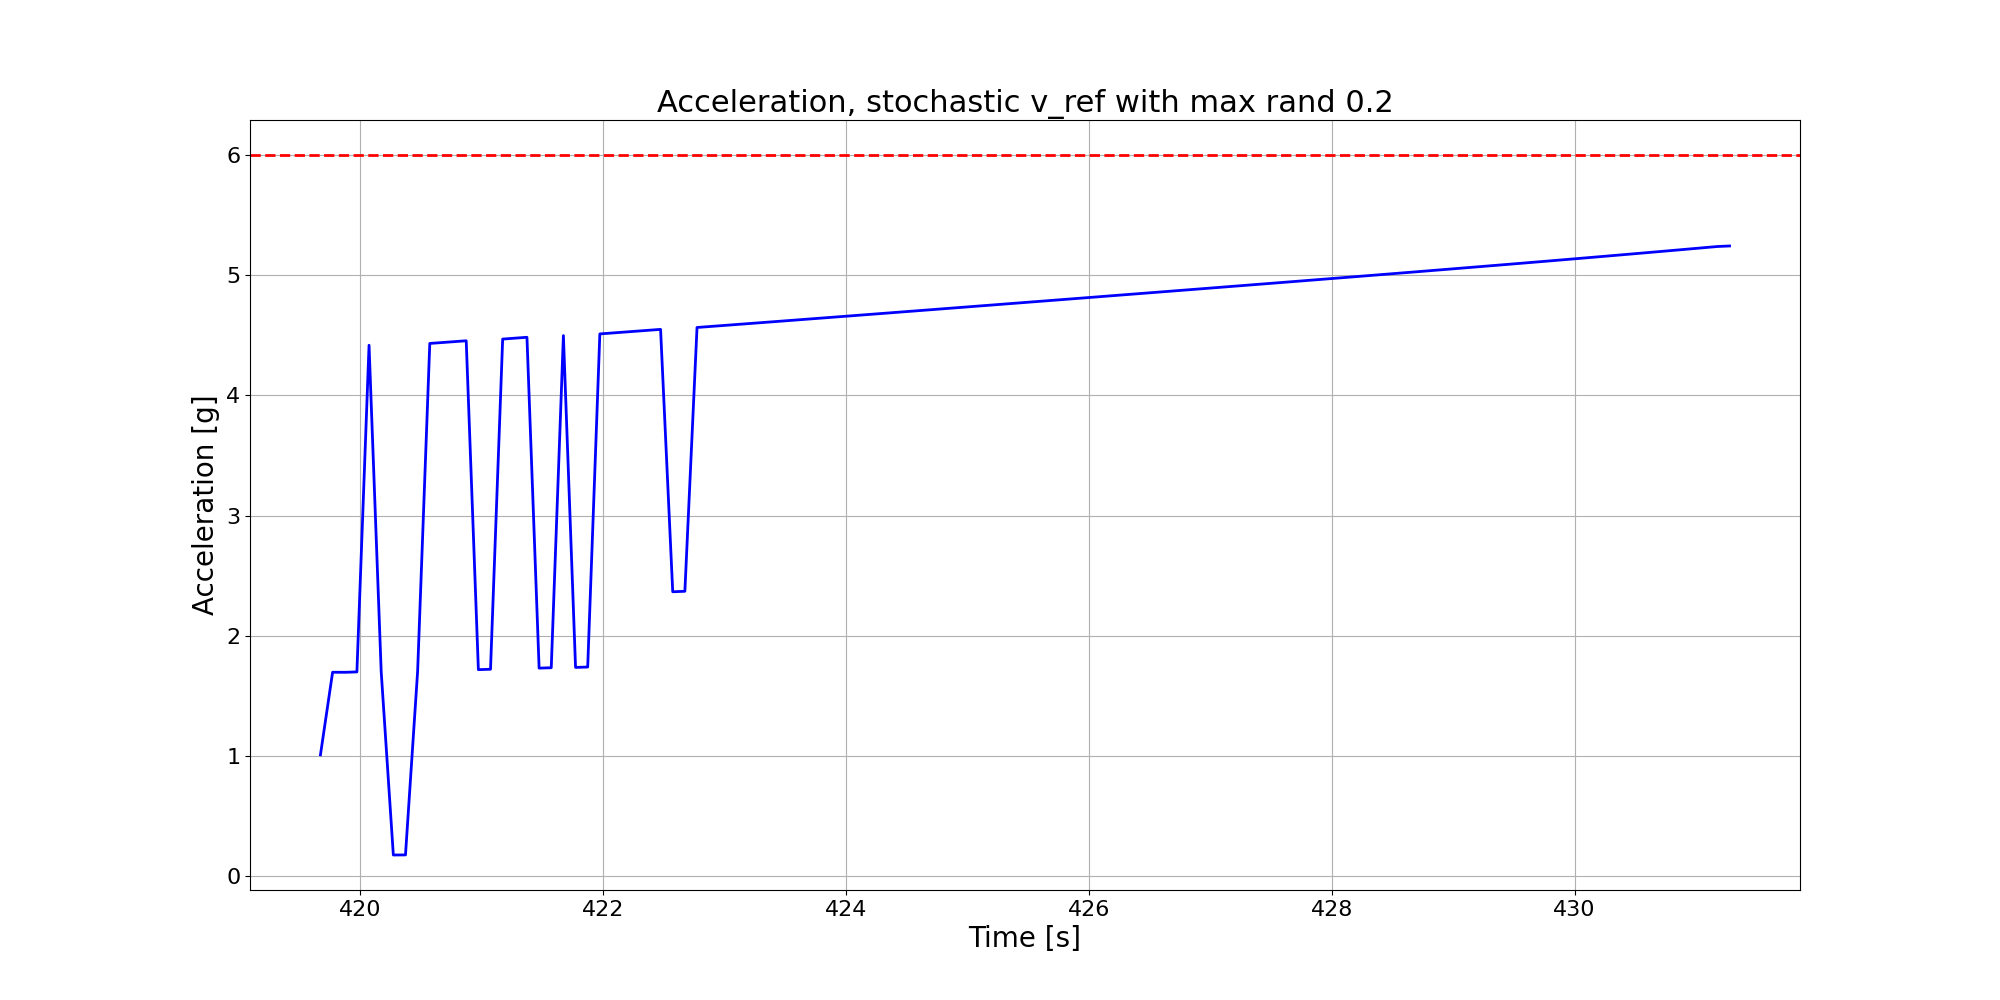 Acceleration, stochastic v_ref with max rand 0.2
6
5
4
3
2
1
0
Acceleration [g]
420 422 424 426 428 430
Time [s]